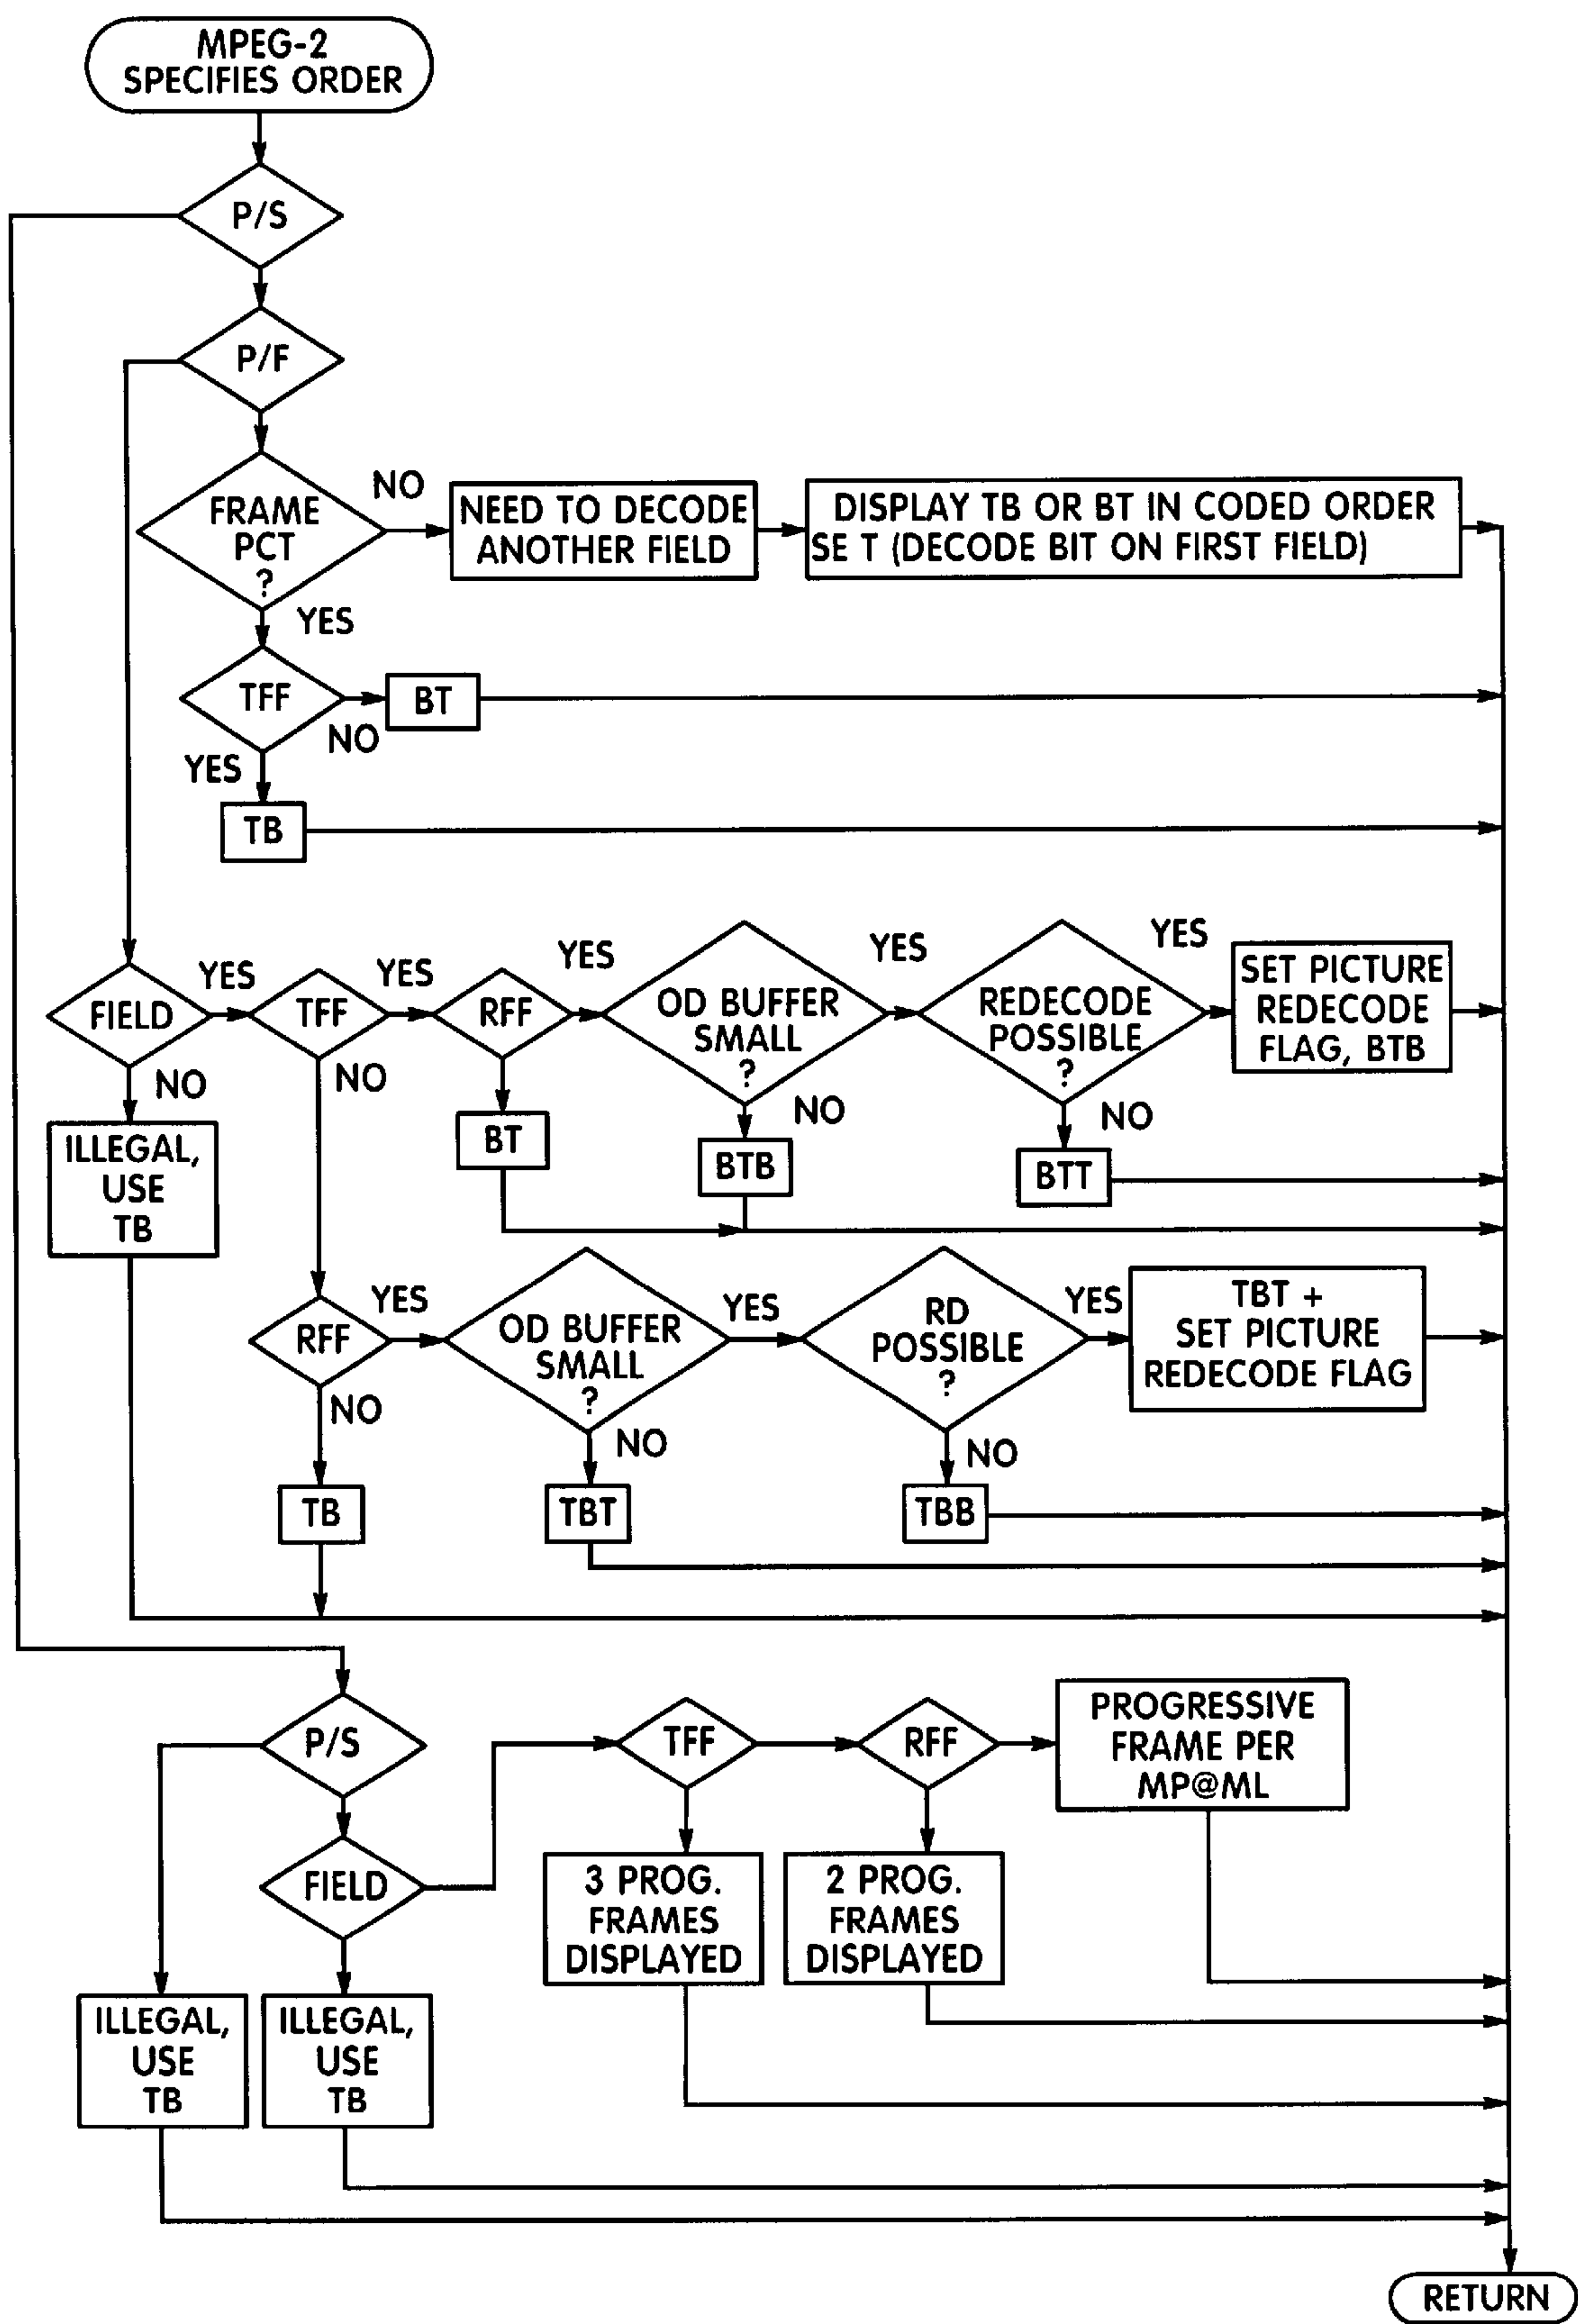 MPEG-2
SPECIFIES ORDER
P/S
P/F
FRAME
PCT
?
NO
NEED TO DECODE
ANOTHER FIELD
DISPLAY TB OR BT IN CODED ORDER
SE T (DECODE BIT ON FIRST FIELD)
YES
TFF
NO
BT
YES
TB
FIELD
YES
TFF
YES
RFF
YES
OD BUFFER
SMALL
?
YES
REDECODE
POSSIBLE
?
YES
SET PICTURE
REDECODE
FLAG, BTB
NO
ILLEGAL,
USE
TB
NO
BT
NO
BTB
NO
BTT
RFF
YES
OD BUFFER
SMALL
?
YES
RD
POSSIBLE
?
YES
TBT +
SET PICTURE
REDECODE FLAG
NO
TB
NO
TBT
NO
TBB
P/S
FIELD
TFF
RFF
PROGRESSIVE
FRAME PER
MP@ML
3 PROG.
FRAMES
DISPLAYED
2 PROG.
FRAMES
DISPLAYED
ILLEGAL,
USE
TB
ILLEGAL,
USE
TB
RETURN